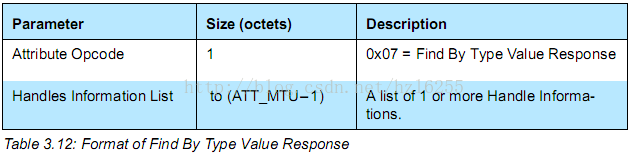 Parameter Size (octets) Description
Attribute Opcode 1 0x07 = Find By Type Value Response
http://blog.csdn.net/hzl6255
Handles Information List to (ATT_MTU–1) A list of 1 or more Handle Informa-
tions.
Table 3.12: Format of Find By Type Value Response